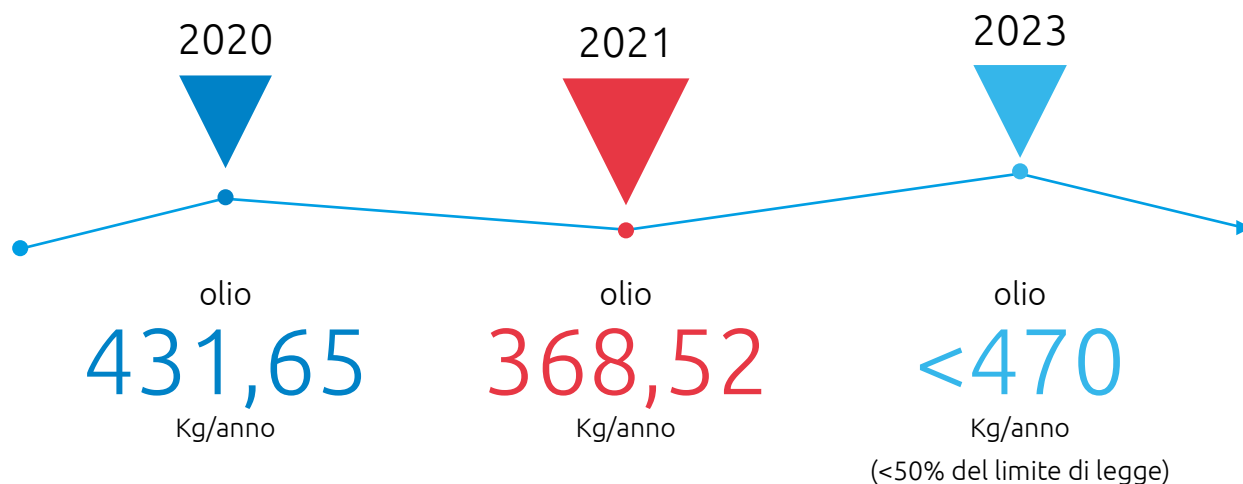 2020
2021
2023
olio
431,65
Kg/anno
olio
368,52
Kg/anno
olio
<470
Kg/anno
(<50% del limite di legge)